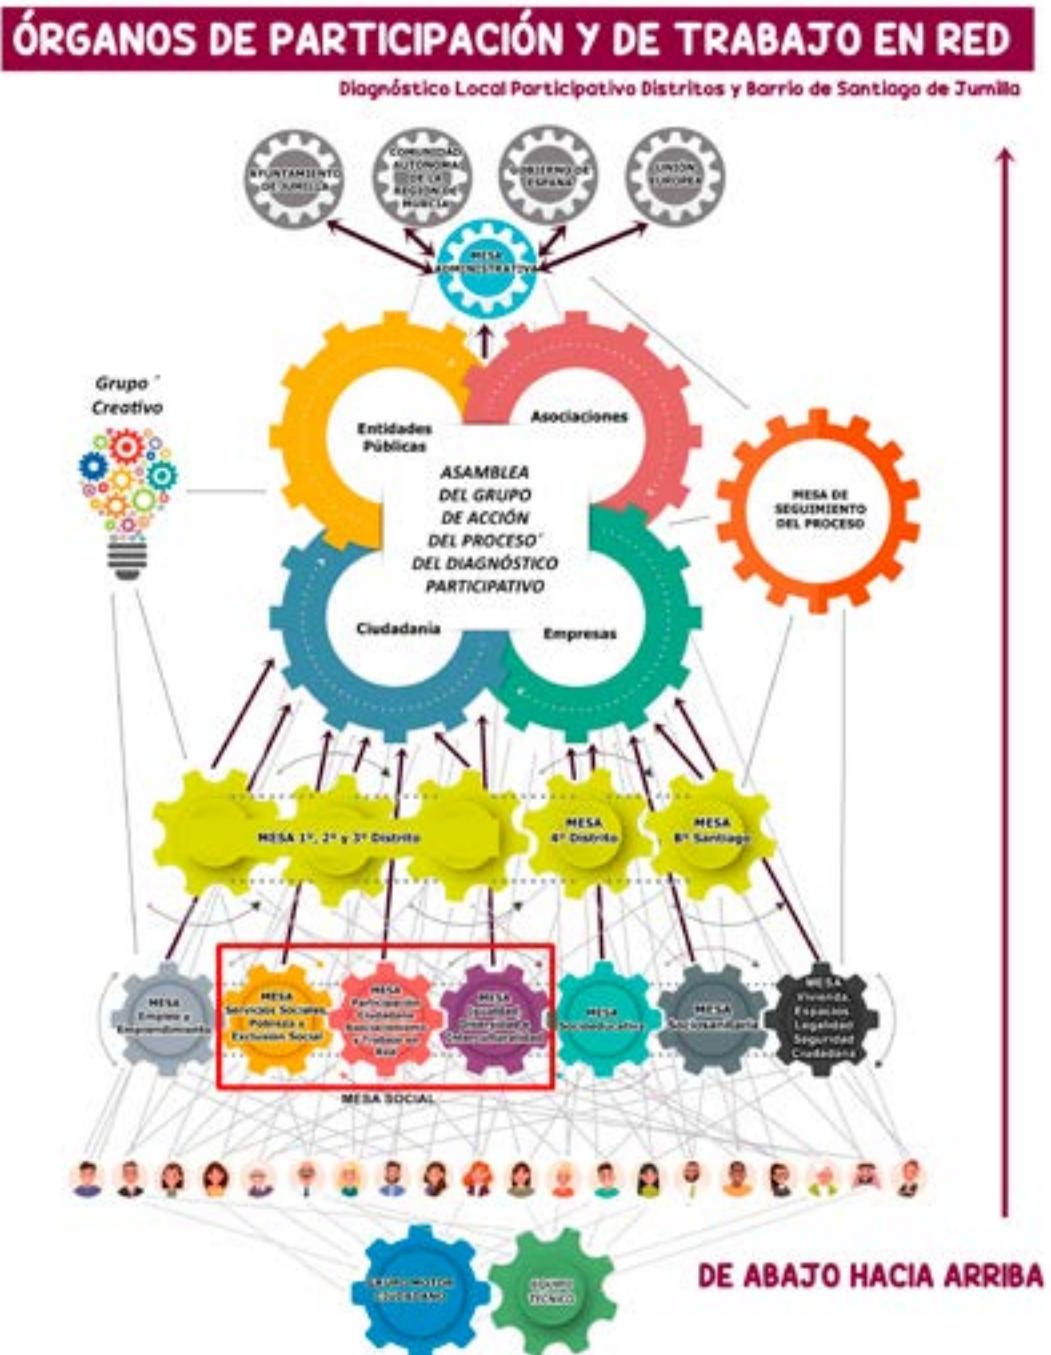 ÓRGANOS DE PARTICIPACIÓN Y DE TRABAJO EN RED
Diagnóstico Local Participativo Distritos y Barrio de Santiago de Jumilla
AYUNTAMIENTO
DE JUMILLA
COMUNIDAD
AUTÓNOMA
DE LA
REGIÓN DE
MURCIA
GOBIERNO DE
ESPAÑA
UNIÓN
EUROPEA
MESA
ADMINISTRATIVA
Grupo ´
Creativo
Entidades
Públicas
Asociaciones
ASAMBLEA
DEL GRUPO
DE ACCIÓN
DEL PROCESO´
DEL DIAGNÓSTICO
PARTICIPATIVO
MESA DE
SEGUIMIENTO
DEL PROCESO
Ciudadanía
Empresas
MESA 1º, 2º y 3º Distrito
MESA
4º Distrito
MESA
Bº Santiago
MESA
Empleo y
Emprendimiento
MESA
Servicios Sociales,
Pobreza y
Exclusión Social
MESA
Participación
Ciudadana
Asociacionismo
y Trabajo en
Red
MESA
Igualdad
Diversidad e
Interculturalidad
MESA
Socioeducativa
MESA
Sociosanitaria
MESA
Vivienda,
Espacios
Legalidad
Seguridad
Ciudadana
MESA SOCIAL
GRUPO MOTOR
CIUDADANO
EQUIPO
TÉCNICO
DE ABAJO HACIA ARRIBA